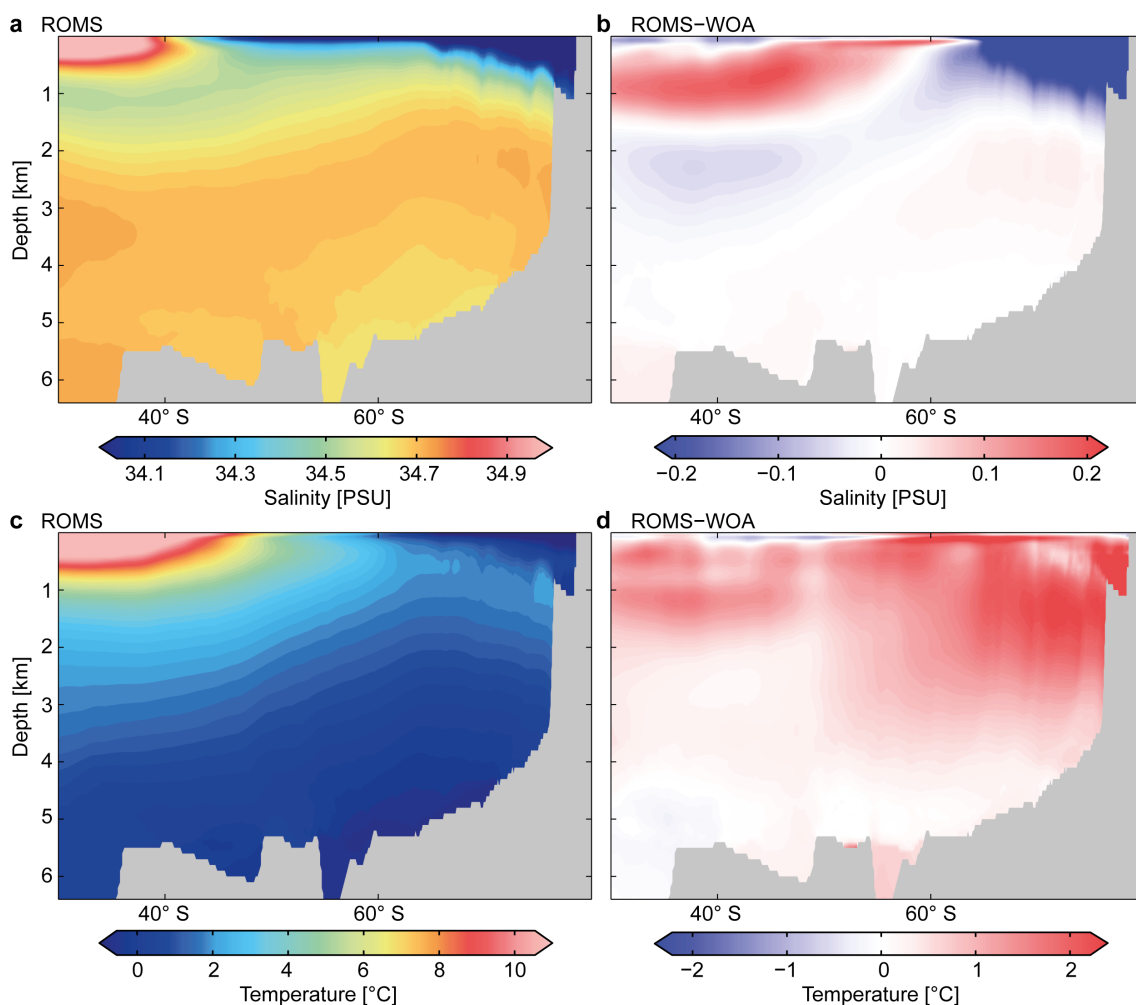 a ROMS
b ROMS−WOA
Depth [km]
1
2
3
4
5
6
40° S
60° S
40° S
60° S
34.1 34.3 34.5 34.7 34.9
Salinity [PSU]
−0.2 −0.1 0 0.1 0.2
Salinity [PSU]
c ROMS
d ROMS−WOA
Depth [km]
1
2
3
4
5
6
40° S
60° S
40° S
60° S
0 2 4 6 8 10
Temperature [°C]
−2 −1 0 1 2
Temperature [°C]